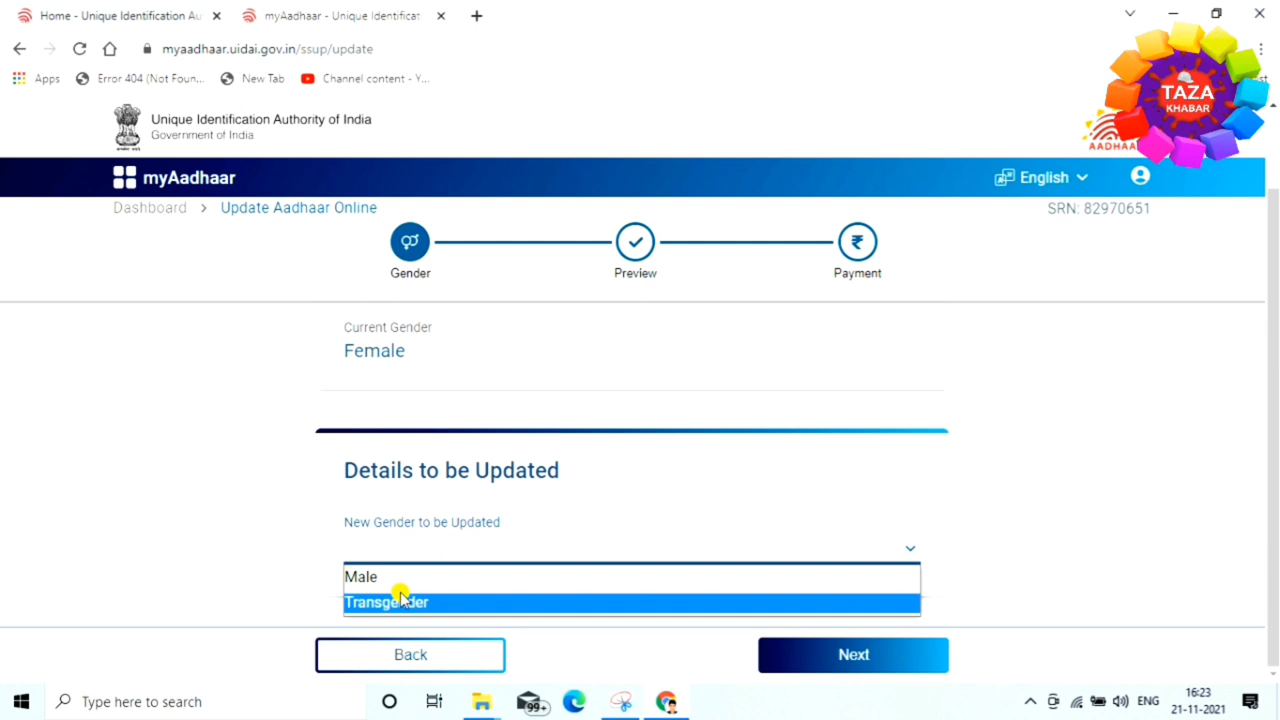 Home - Unique Identification Au
myAadhaar - Unique Identificat
myaadhaar.uidai.gov.in/ssup/update
Apps
Error 404 (Not Foun...
New Tab
Channel content - Y...
TAZA
KHABAR
Unique Identification Authority of India
Government of India
AADHAA
myAadhaar
English
Dashboard > Update Aadhaar Online
SRN: 82970651
Gender
Preview
Payment
Current Gender
Female
Details to be Updated
New Gender to be Updated
Male
Transgender
Back
Next
Type here to search
99+
ENG
16:23
21-11-2021